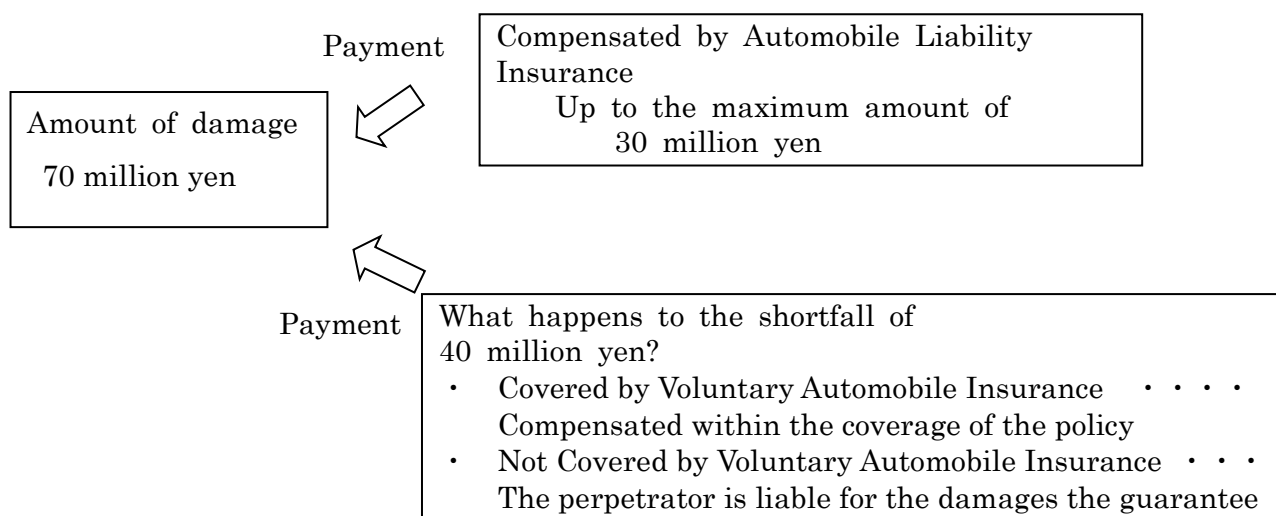 Payment
Compensated by Automobile Liability
Insurance
Up to the maximum amount of
30 million yen
Amount of damage
70 million yen
Payment
What happens to the shortfall of
40 million yen?
・ Covered by Voluntary Automobile Insurance ・・・・
Compensated within the coverage of the policy
・ Not Covered by Voluntary Automobile Insurance ・・・
The perpetrator is liable for the damages the guarantee